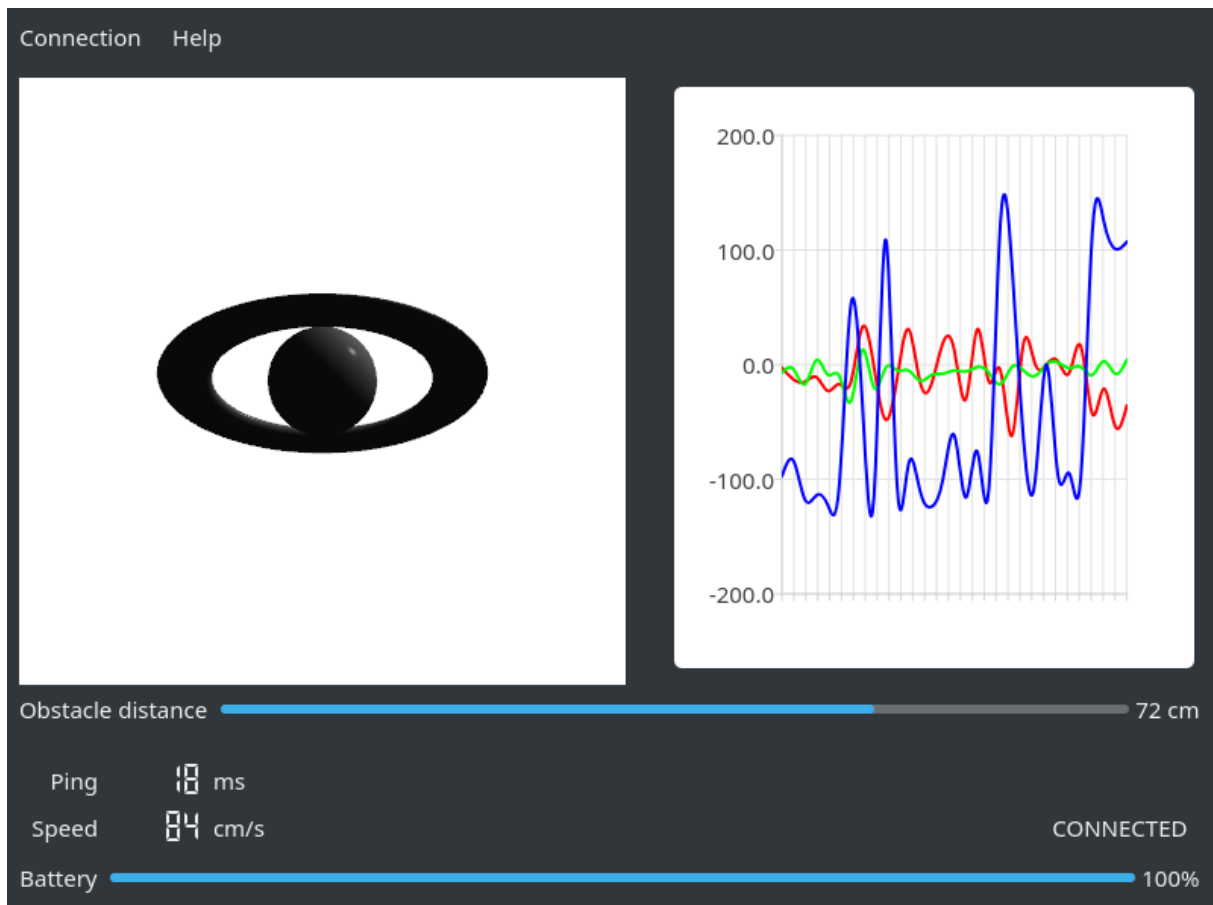 Connection Help
200.0
100.0
0.0
-100.0
-200.0
Obstacle distance 72 cm
Ping 18 ms
Speed 84 cm/s
CONNECTED
Battery 100%